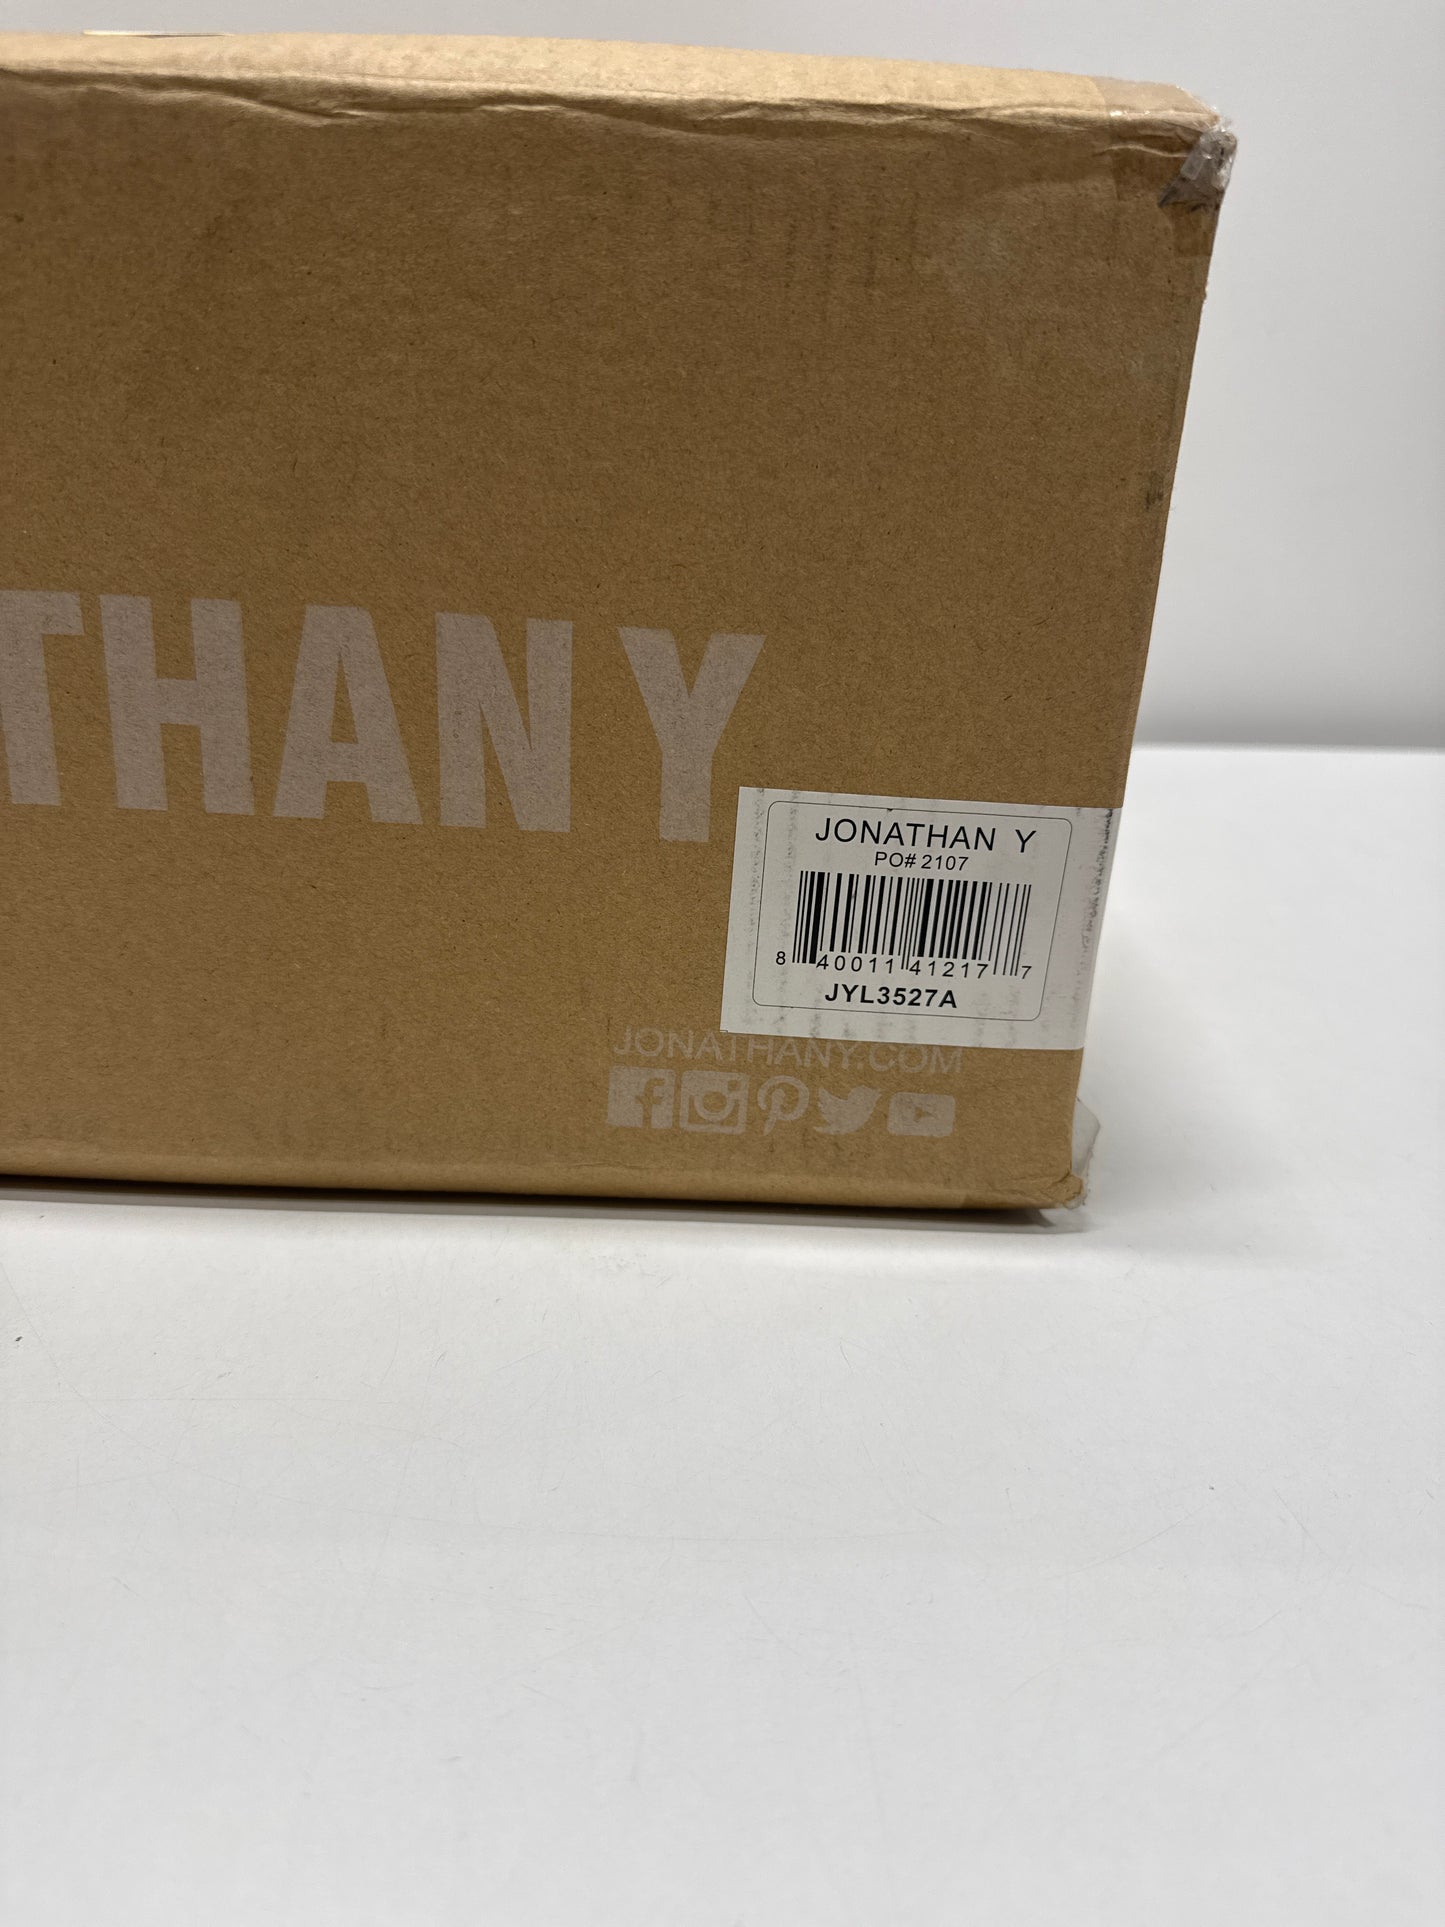 THAN Y
JONATHAN Y
PO# 2107
8 40011 41217 7
JYL3527A
JONATHANY.COM